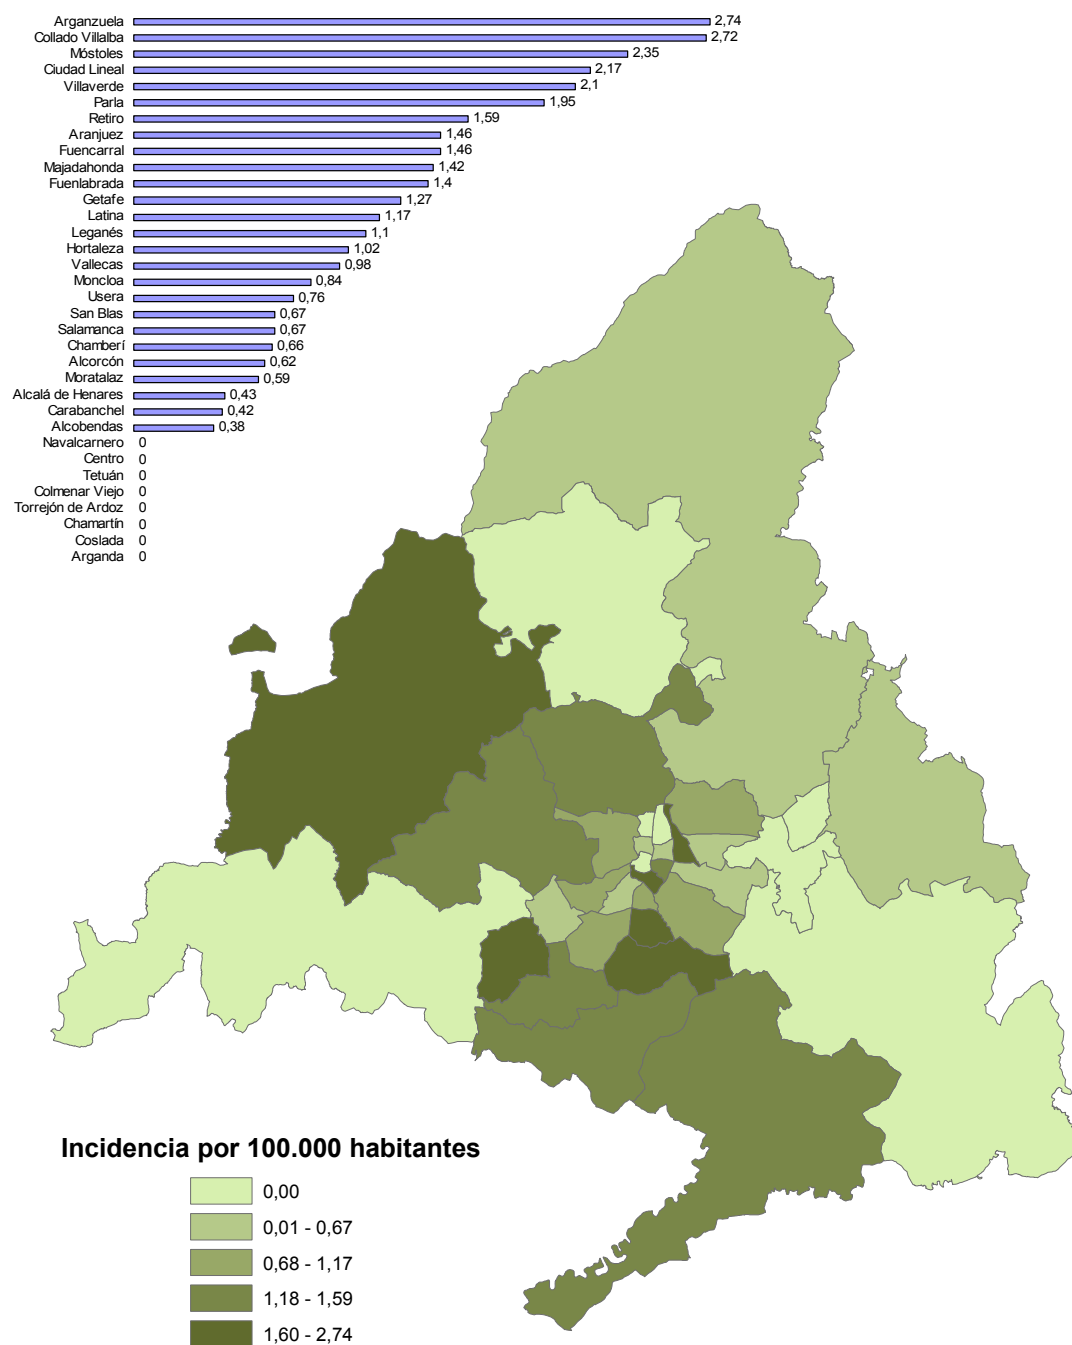 Arganzuela 2,74
Collado Villalba 2,72
Móstoles 2,35
Ciudad Lineal 2,17
Villaverde 2,1
Parla 1,95
Retiro 1,59
Aranjuez 1,46
Fuencarral 1,46
Majadahonda 1,42
Fuenlabrada 1,4
Getafe 1,27
Latina 1,17
Leganés 1,1
Hortaleza 1,02
Vallecas 0,98
Moncloa 0,84
Usera 0,76
San Blas 0,67
Salamanca 0,67
Chamberí 0,66
Alcorcón 0,62
Moratalaz 0,59
Alcalá de Henares 0,43
Carabanchel 0,42
Alcobendas 0,38
Navalcarnero 0
Centro 0
Tetuán 0
Colmenar Viejo 0
Torrejón de Ardoz 0
Chamartín 0
Coslada 0
Arganda 0
Incidencia por 100.000 habitantes
0,00
0,01 - 0,67
0,68 - 1,17
1,18 - 1,59
1,60 - 2,74